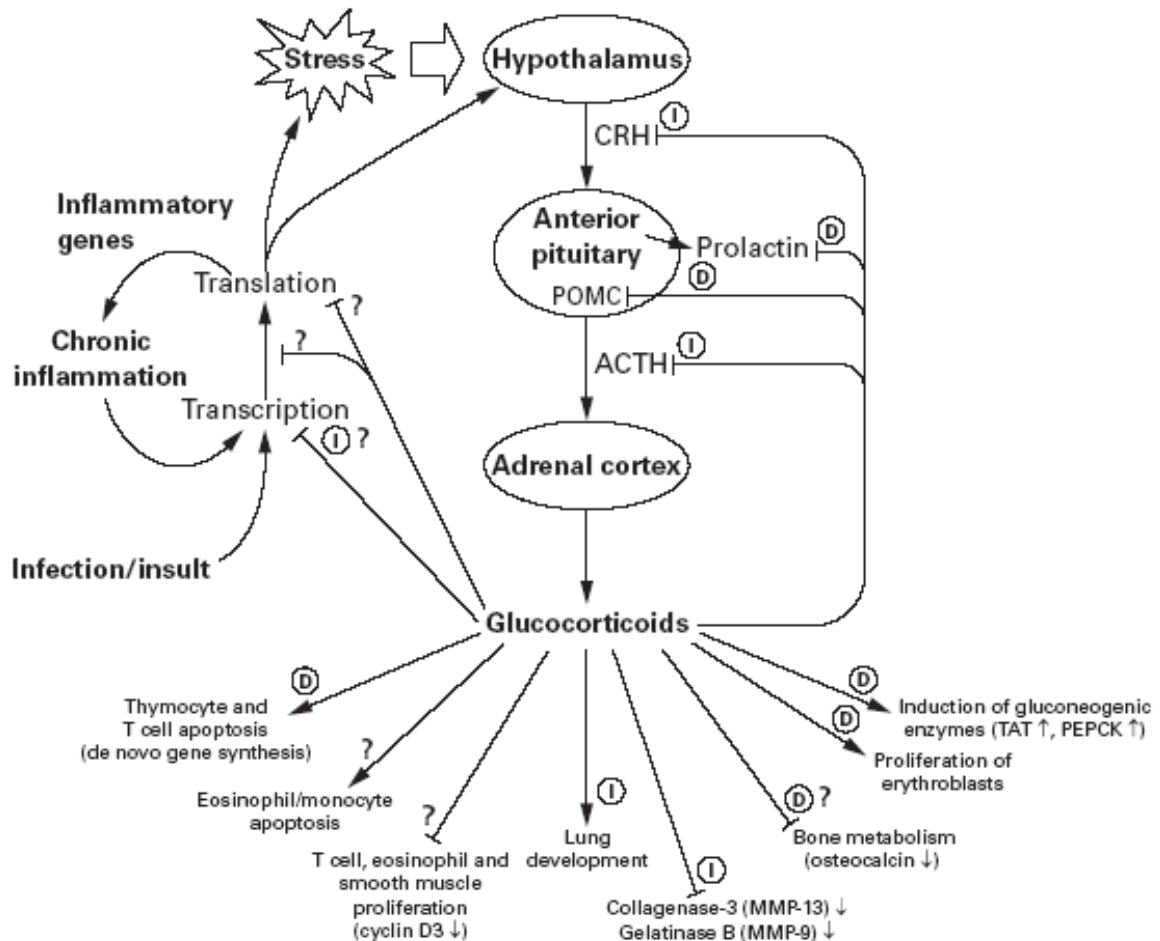 Stress
Hypothalamus
CRH
I
Inflammatory
genes
Anterior
pituitary
Prolactin
D
POMC
D
Translation
?
?
Chronic
inflammation
ACTH
I
Transcription
I ?
Adrenal cortex
Infection/insult
Glucocorticoids
D
Thymocyte and
T cell apoptosis
(de novo gene synthesis)
?
Eosinophil/monocyte
apoptosis
?
T cell, eosinophil and
smooth muscle
proliferation
(cyclin D3 ↓)
I
Lung
development
I
Collagenase-3 (MMP-13) ↓
Gelatinase B (MMP-9) ↓
D ?
Bone metabolism
(osteocalcin ↓)
D
Proliferation of
erythroblasts
D
Induction of gluconeogenic
enzymes (TAT ↑, PEPCK ↑)